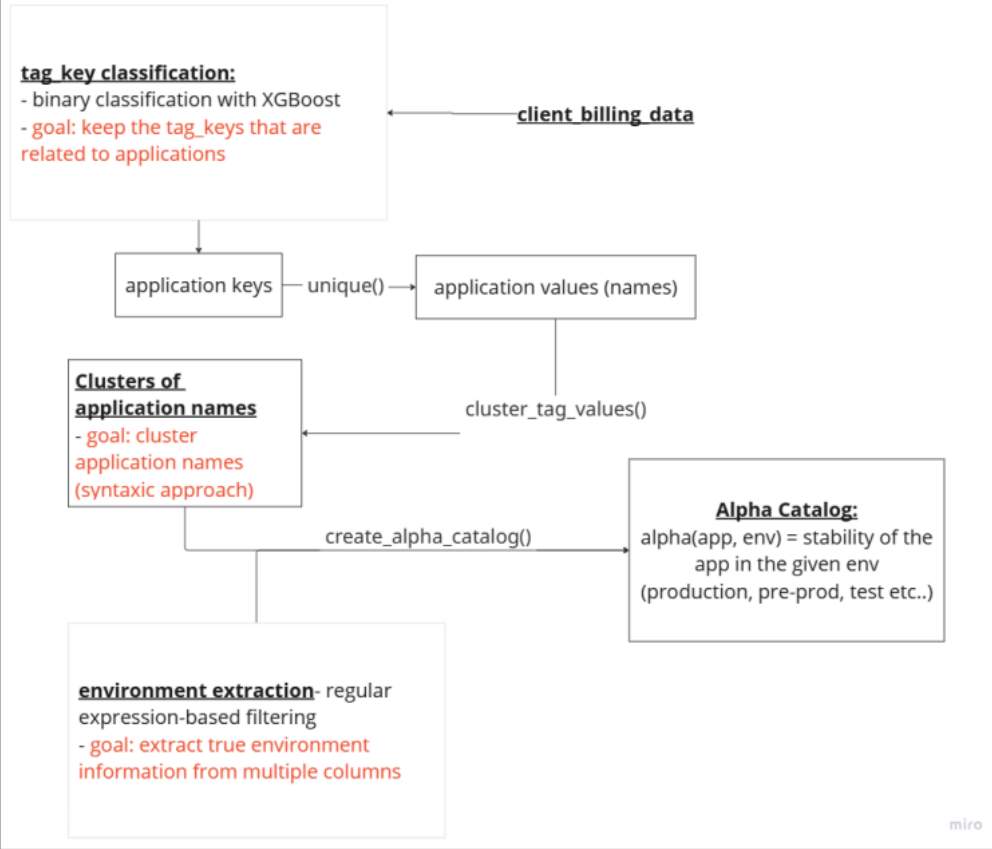 tag_key classification:
- binary classification with XGBoost
- goal: keep the tag_keys that are
related to applications
client_billing_data
application keys
unique()
application values (names)
Clusters of
application names
- goal: cluster
application names
(syntaxic approach)
cluster_tag_values()
create_alpha_catalog()
Alpha Catalog:
alpha(app, env) = stability of the
app in the given env
(production, pre-prod, test etc..)
environment extraction- regular
expression-based filtering
- goal: extract true environment
information from multiple columns
miro